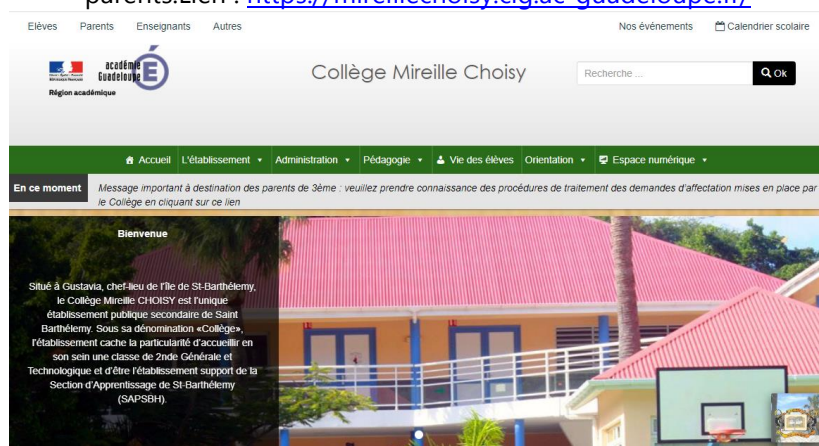 parents.Lien : https://mireillechoisy.clg.ac-guadeloupe.fr/
Elèves Parents Enseignants Autres Nos événements Calendrier scolaire
académie
Guadeloupe
Région académique
Collège Mireille Choisy
Recherche ... Ok
Accueil L'établissement Administration Pédagogie Vie des élèves Orientation Espace numérique
En ce moment Message important à destination des parents de 3ème : veuillez prendre connaissance des procédures de traitement des demandes d'affectation mises en place par
le Collège en cliquant sur ce lien
Bienvenue
Situé à Gustavia, chef-lieu de l'île de St-Barthélemy,
le Collège Mireille CHOISY est l'unique
établissement publique secondaire de Saint
Barthélemy. Sous sa dénomination «Collège»,
l'établissement cache la particularité d'accueillir en
son sein une classe de 2nde Générale et
Technologique et d'être l'établissement support de la
Section d'Apprentissage de St-Barthélemy
(SAPSBH).